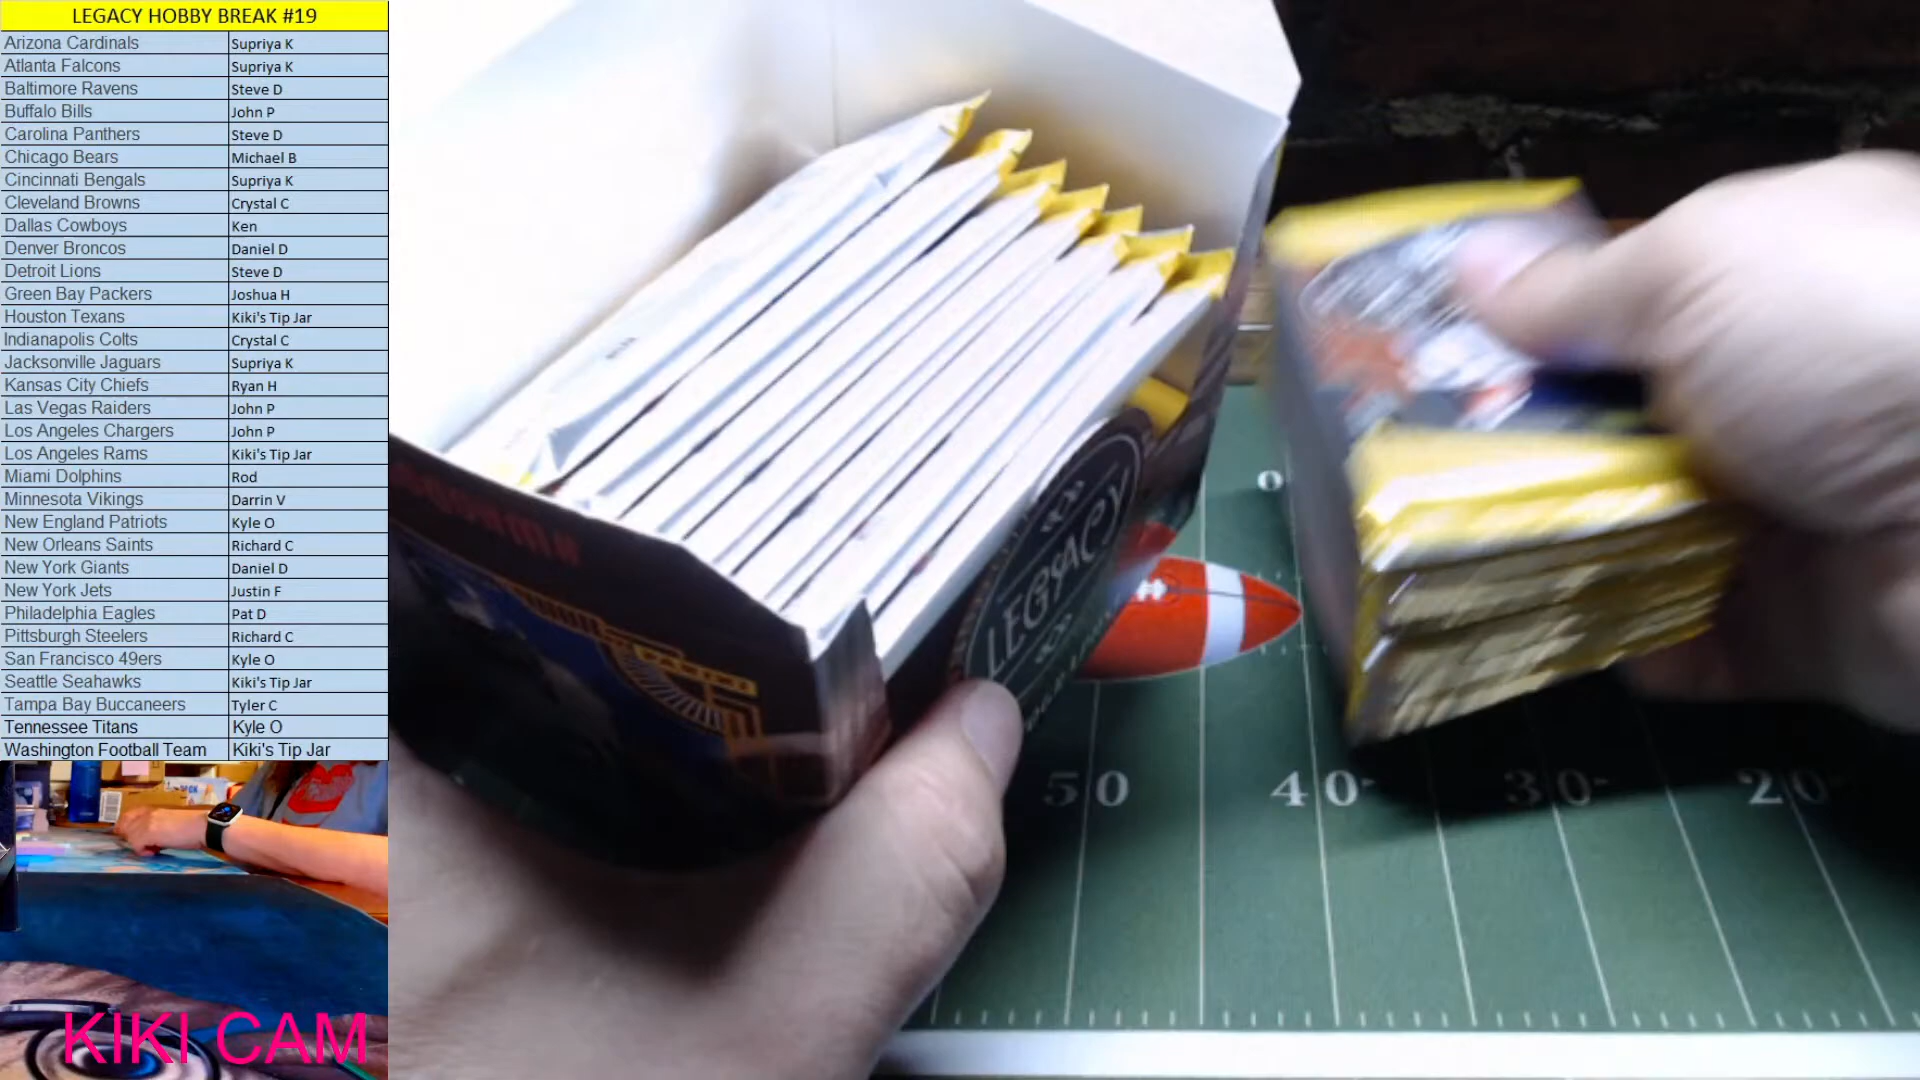 LEGACY HOBBY BREAK #19
Arizona Cardinals Supriya K
Atlanta Falcons Supriya K
Baltimore Ravens Steve D
Buffalo Bills John P
Carolina Panthers Steve D
Chicago Bears Michael B
Cincinnati Bengals Supriya K
Cleveland Browns Crystal C
Dallas Cowboys Ken
Denver Broncos Daniel D
Detroit Lions Steve D
Green Bay Packers Joshua H
Houston Texans Kiki's Tip Jar
Indianapolis Colts Crystal C
Jacksonville Jaguars Supriya K
Kansas City Chiefs Ryan H
Las Vegas Raiders John P
Los Angeles Chargers John P
Los Angeles Rams Kiki's Tip Jar
Miami Dolphins Rod
Minnesota Vikings Darrin V
New England Patriots Kyle O
New Orleans Saints Richard C
New York Giants Daniel D
New York Jets Justin F
Philadelphia Eagles Pat D
Pittsburgh Steelers Richard C
San Francisco 49ers Kyle O
Seattle Seahawks Kiki's Tip Jar
Tampa Bay Buccaneers Tyler C
Tennessee Titans Kyle O
Washington Football Team Kiki's Tip Jar
KIKI CAM
PANINI
LEGACY
50 40 30 20